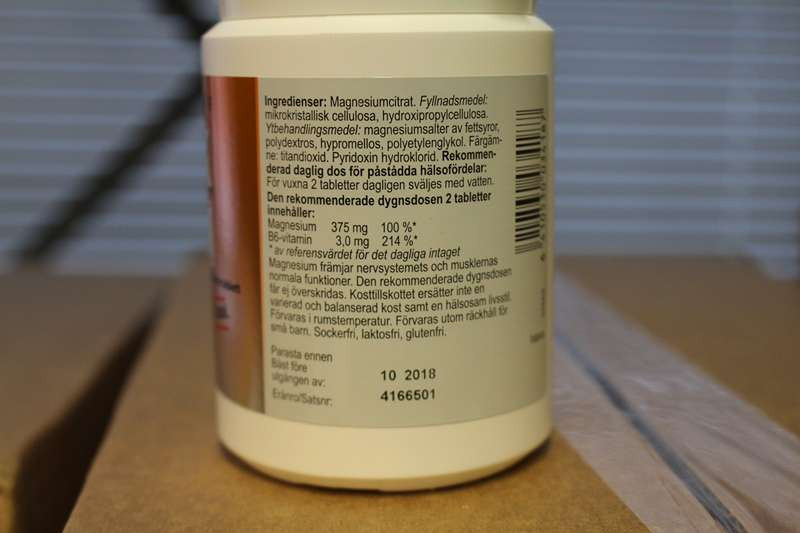 Ingredienser: Magnesiumcitrat. Fyllnadsmedel:
mikrokristallisk cellulosa, hydroxipropylcellulosa.
Ytbehandlingsmedel: magnesiumsalter av fettsyror,
polydextros, hypromellos, polyetylenglykol. Färgäm-
ne: titandioxid. Pyridoxin hydroklorid. Rekommen-
derad daglig dos för påstådda hälsofördelar:
För vuxna 2 tabletter dagligen sväljes med vatten.
Den rekommenderade dygnsdosen 2 tabletter
innehåller:
Magnesium 375 mg 100 %*
B6-vitamin 3,0 mg 214 %*
* av referensvärdet för det dagliga intaget
Magnesium främjar nervsystemets och musklernas
normala funktioner. Den rekommenderade dygnsdosen
får ej överskridas. Kosttillskottet ersätter inte en
varierad och balanserad kost samt en hälsosam livsstil.
Förvaras i rumstemperatur. Förvaras utom räckhåll för
små barn. Sockerfri, laktosfri, glutenfri.
Parasta ennen
Bäst före
utgången av: 10 2018
Eränro/Satsnr: 4166501